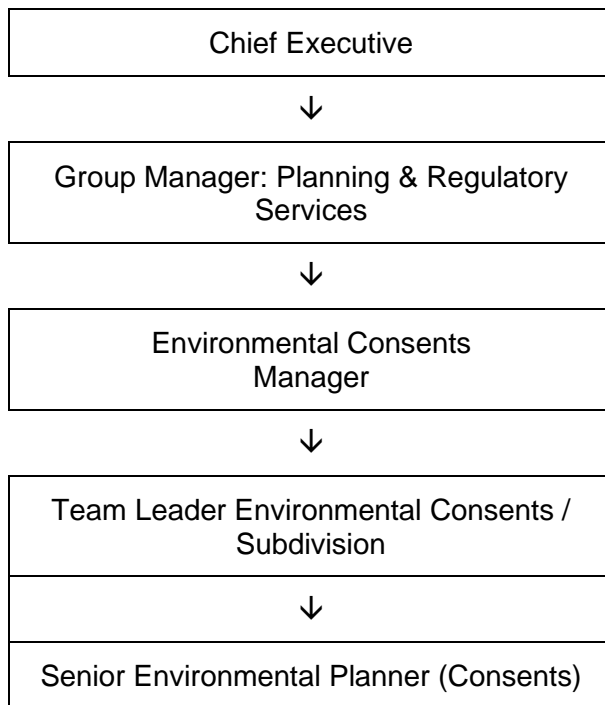 Chief Executive
↓
Group Manager: Planning & Regulatory
Services
↓
Environmental Consents
Manager
↓
Team Leader Environmental Consents /
Subdivision
↓
Senior Environmental Planner (Consents)